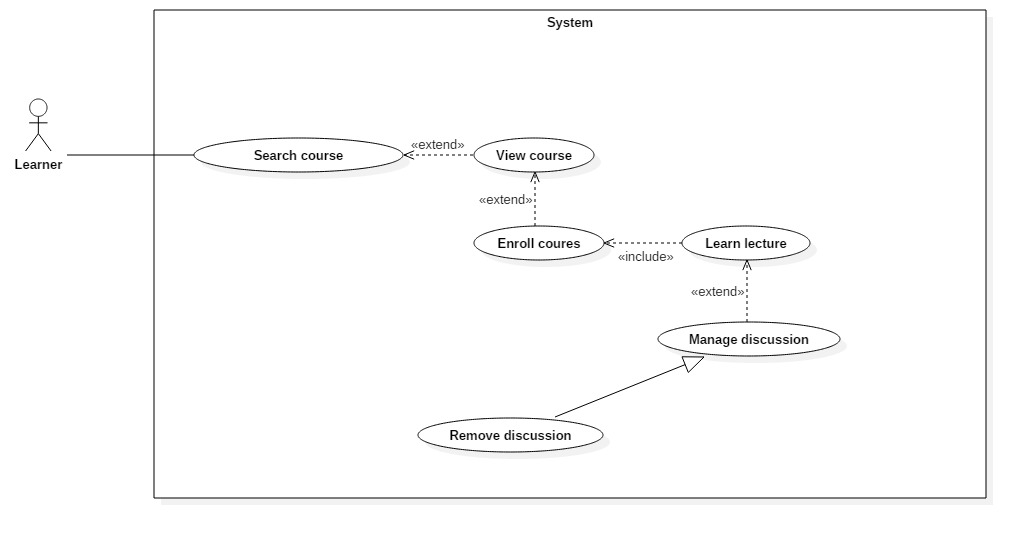 System
Learner
Search course
«extend»
View course
«extend»
Enroll coures
«include»
Learn lecture
«extend»
Manage discussion
Remove discussion